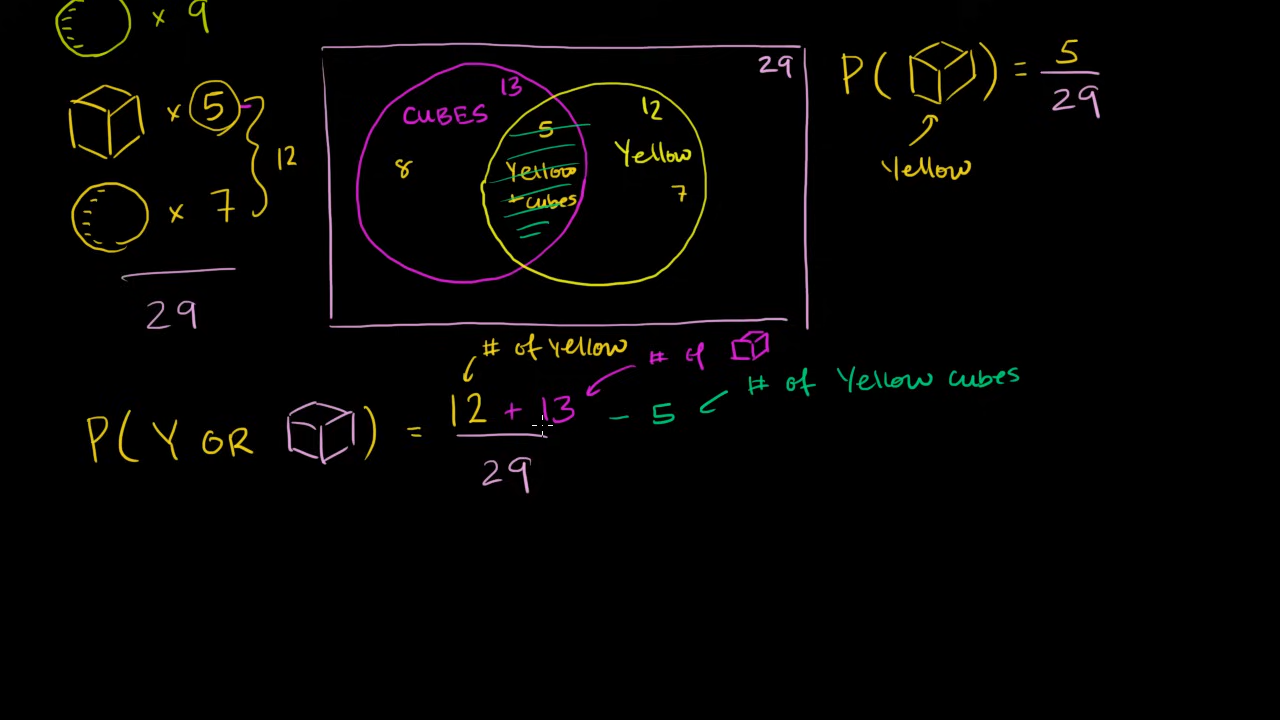 × 9
× 5
12
× 7
29
29
13
CUBES
8
5
Yellow
+ cubes
12
Yellow
7
P( ) = 5/29
Yellow
# of yellow
# of
# of Yellow cubes
P( Y OR ) = 12 + 13 - 5
29